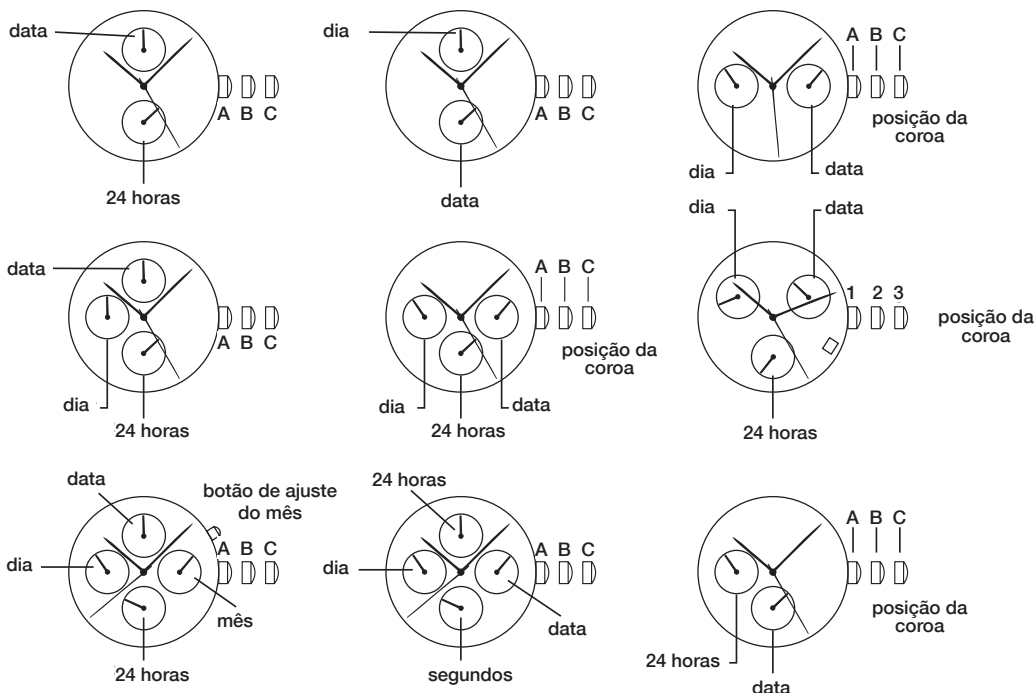 data
A B C
24 horas
dia
A B C
data
A B C
posição da
coroa
dia
data
data
A B C
dia
24 horas
A B C
posição da
coroa
dia
data
24 horas
dia
data
1 2 3
posição da
coroa
24 horas
data
botão de ajuste
do mês
A B C
dia
mês
24 horas
24 horas
A B C
dia
data
segundos
A B C
posição da
coroa
24 horas
data